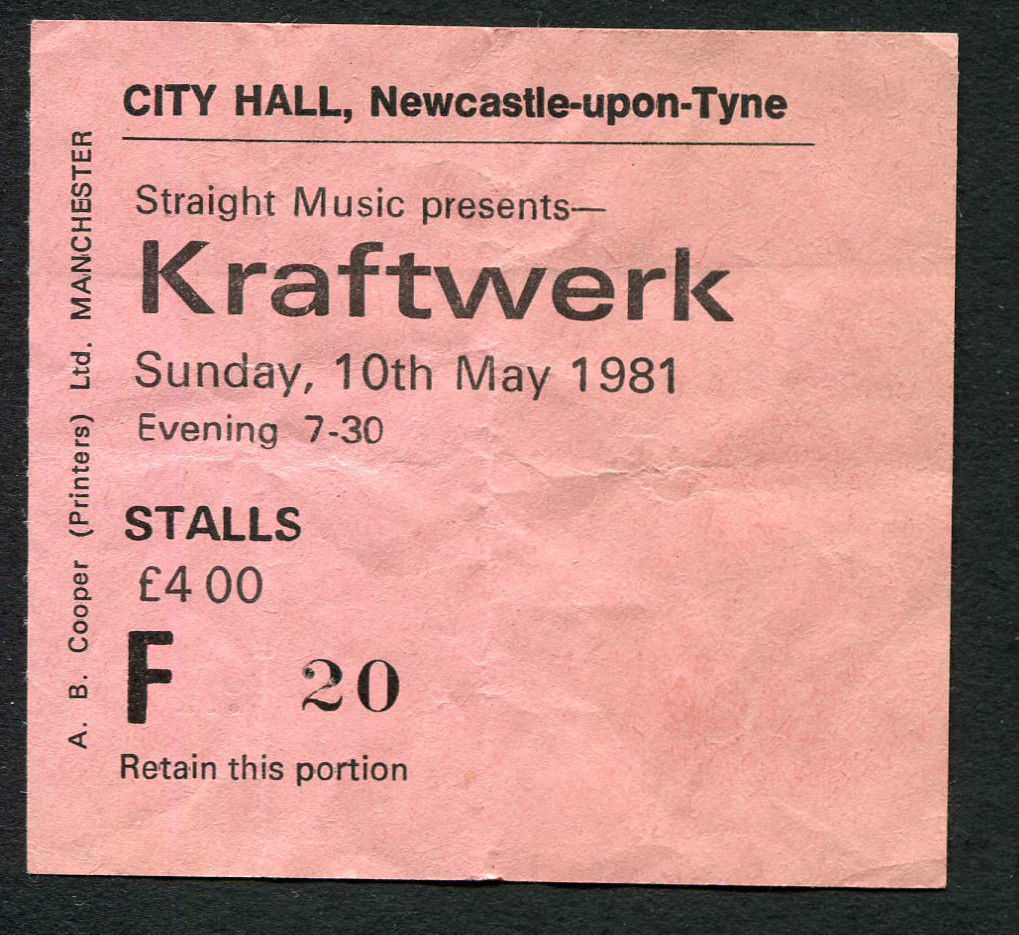 CITY HALL, Newcastle-upon-Tyne
Straight Music presents—
Kraftwerk
Sunday, 10th May 1981
Evening 7-30
STALLS
£4 00
F 20
Retain this portion
A. B. Cooper (Printers) Ltd. MANCHESTER